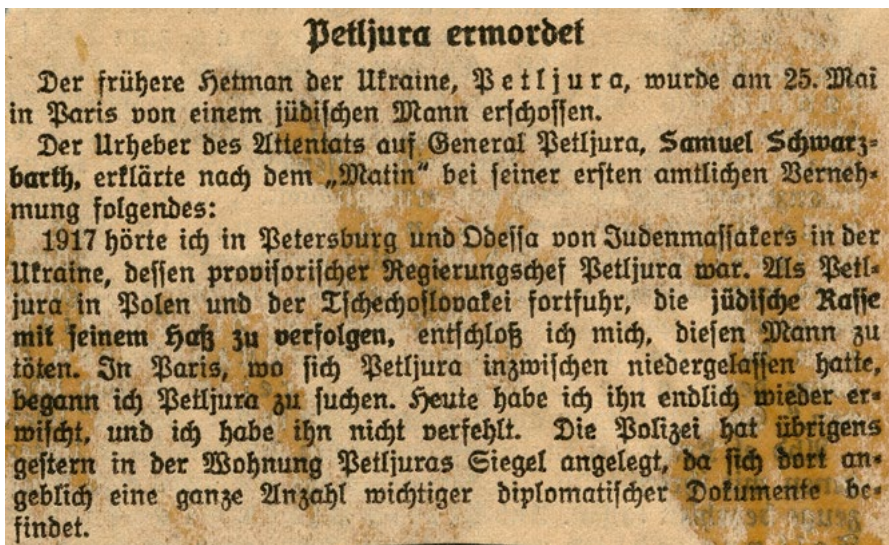 Petljura ermordet
Der frühere Hetman der Ukraine, Petljura, wurde am 25. Mai
in Paris von einem jüdischen Mann erschossen.
Der Urheber des Attentats auf General Petljura, Samuel Schwarz-
barth, erklärte nach dem „Matin“ bei seiner ersten amtlichen Verneh-
mung folgendes:
1917 hörte ich in Petersburg und Odessa von Judenmassakers in der
Ukraine, dessen provisorischer Regierungschef Petljura war. Als Petl-
jura in Polen und der Tschechoslovakei fortfuhr, die jüdische Rasse
mit seinem Haß zu verfolgen, entschloß ich mich, diesen Mann zu
töten. In Paris, wo sich Petljura inzwischen niedergelassen hatte,
begann ich Petljura zu suchen. Heute habe ich ihn endlich wieder er-
wischt, und ich habe ihn nicht verfehlt. Die Polizei hat übrigens
gestern in der Wohnung Petljuras Siegel angelegt, da sich dort an-
geblich eine ganze Anzahl wichtiger diplomatischer Dokumente be-
findet.